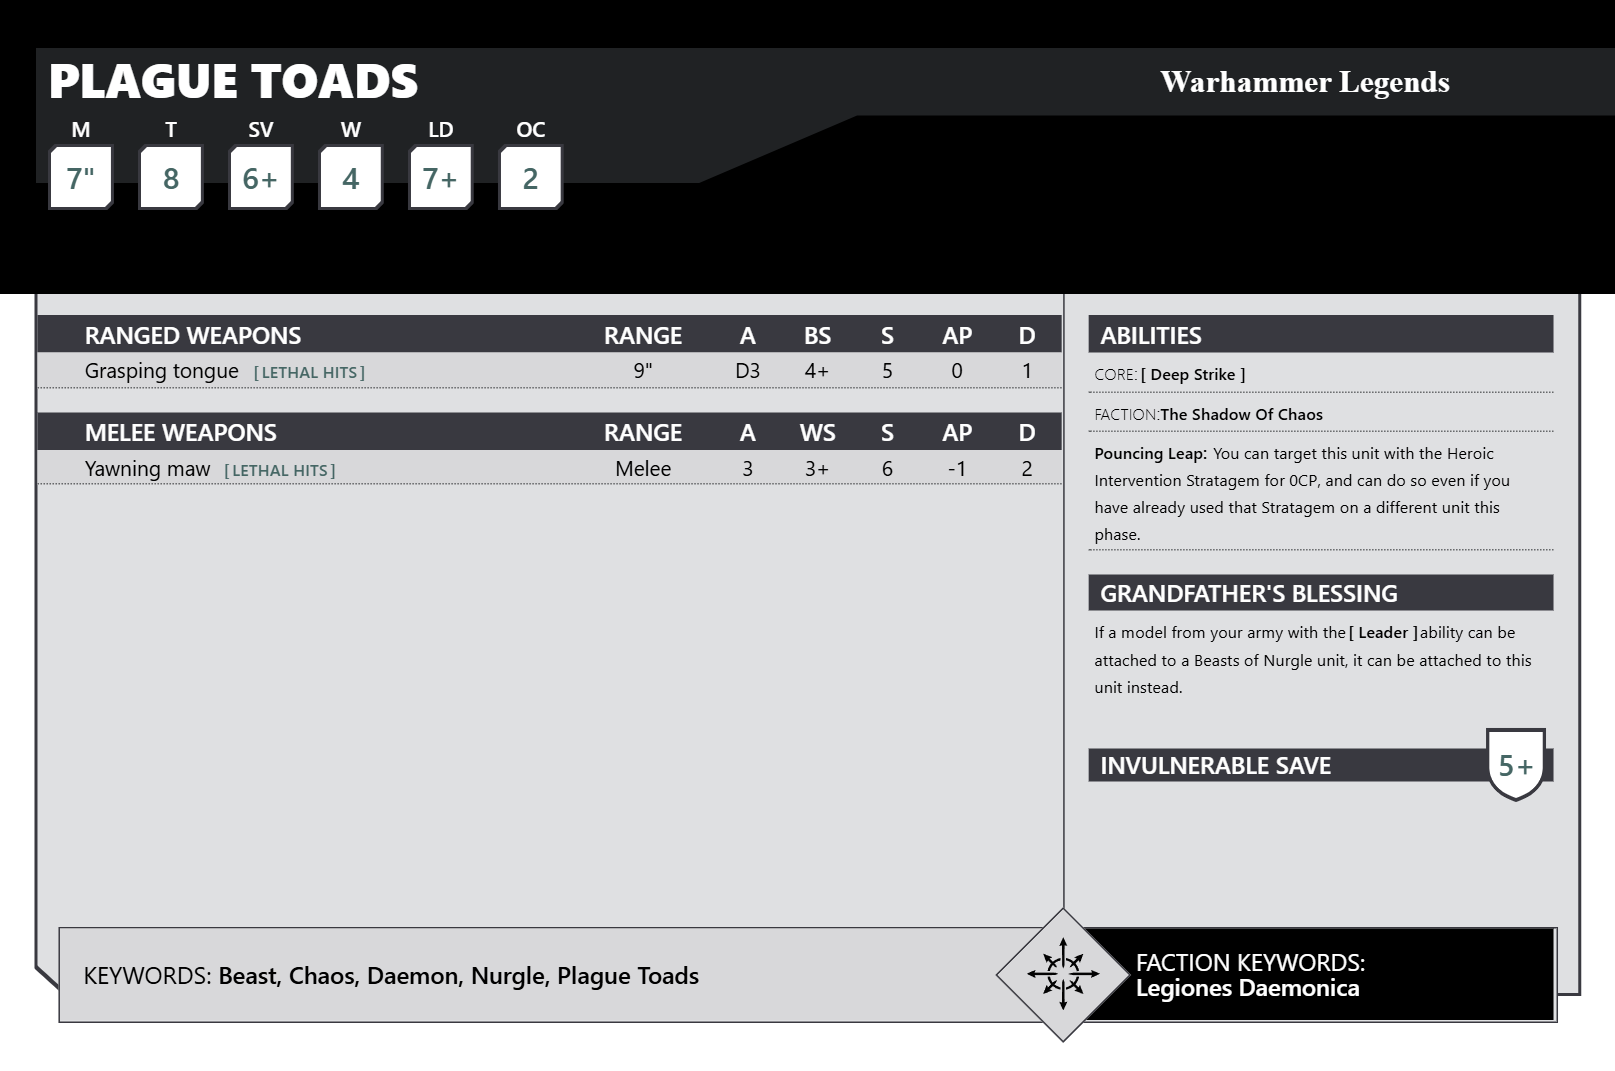 PLAGUE TOADS
Warhammer Legends
M T SV W LD OC
7" 8 6+ 4 7+ 2
RANGED WEAPONS RANGE A BS S AP D
Grasping tongue [LETHAL HITS] 9" D3 4+ 5 0 1
MELEE WEAPONS RANGE A WS S AP D
Yawning maw [LETHAL HITS] Melee 3 3+ 6 -1 2
ABILITIES
CORE: [ Deep Strike ]
FACTION:The Shadow Of Chaos
Pouncing Leap: You can target this unit with the Heroic
Intervention Stratagem for 0CP, and can do so even if you
have already used that Stratagem on a different unit this
phase.
GRANDFATHER'S BLESSING
If a model from your army with the [ Leader ] ability can be
attached to a Beasts of Nurgle unit, it can be attached to this
unit instead.
INVULNERABLE SAVE 5+
KEYWORDS: Beast, Chaos, Daemon, Nurgle, Plague Toads
FACTION KEYWORDS:
Legiones Daemonica